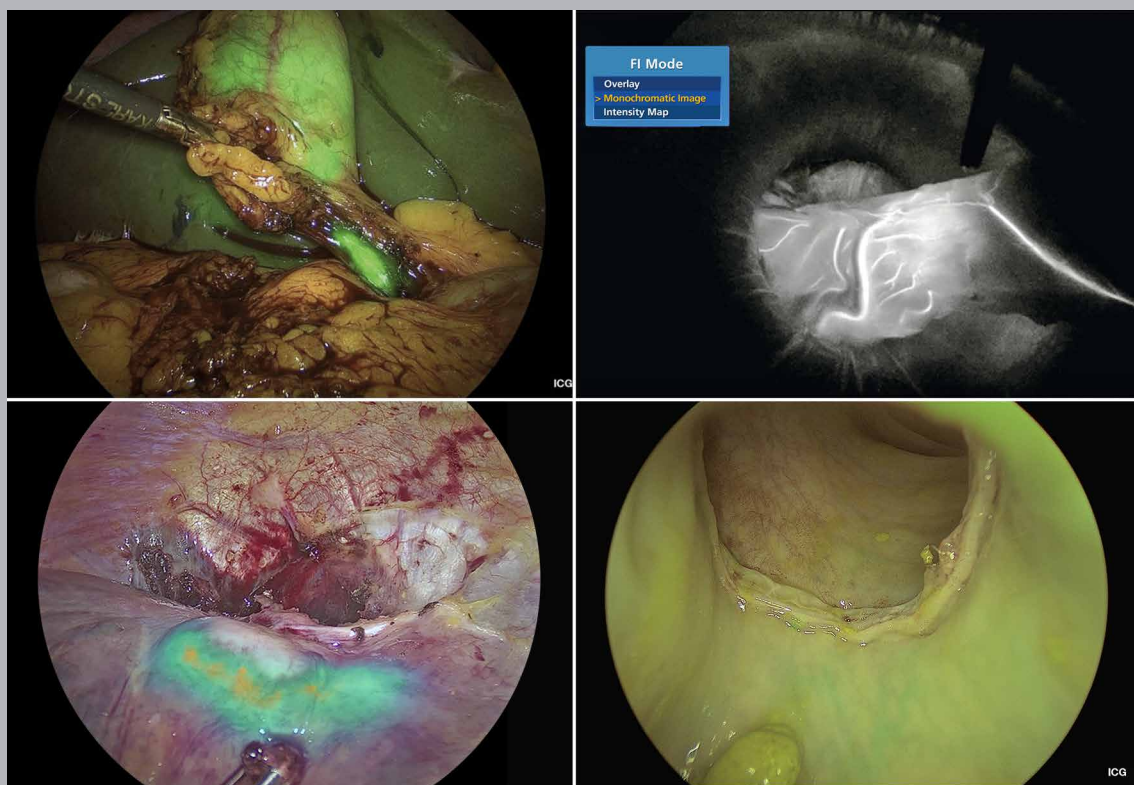 FI Mode
Overlay
> Monochromatic Image
Intensity Map
ICG
ICG